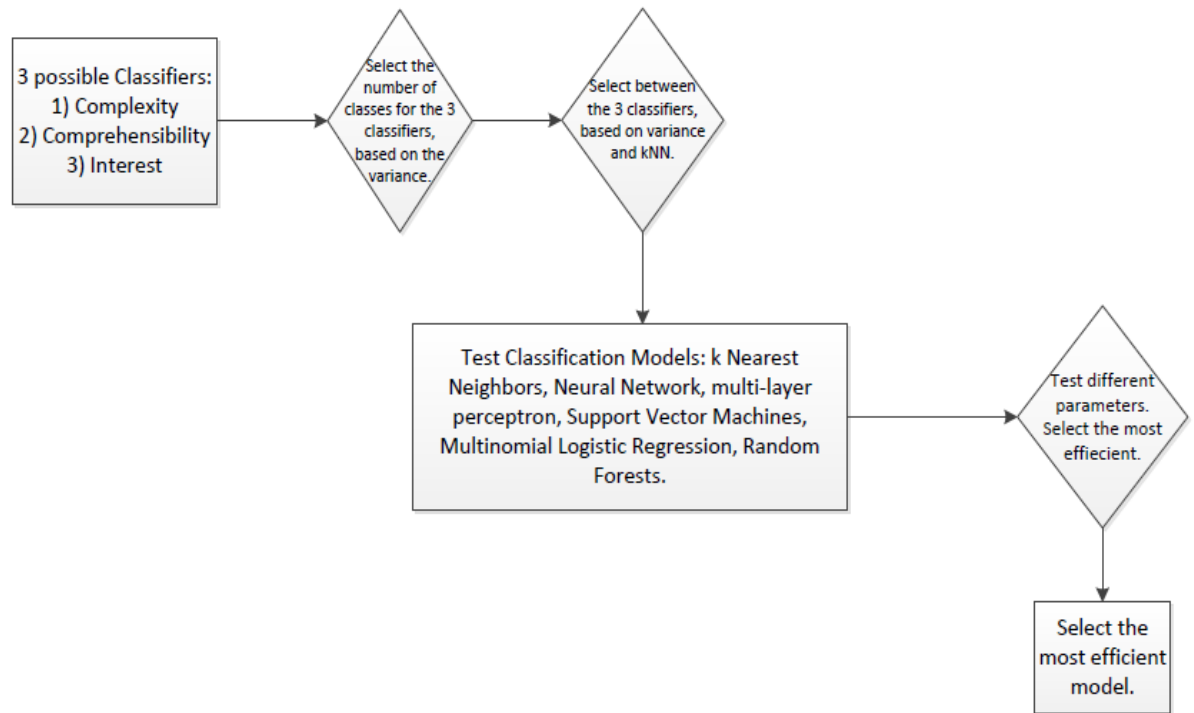 3 possible Classifiers:
1) Complexity
2) Comprehensibility
3) Interest
Select the
number of
classes for the 3
classifiers,
based on the
variance.
Select between
the 3 classifiers,
based on variance
and kNN.
Test Classification Models: k Nearest
Neighbors, Neural Network, multi-layer
perceptron, Support Vector Machines,
Multinomial Logistic Regression, Random
Forests.
Test different
parameters.
Select the most
effiecient.
Select the
most efficient
model.